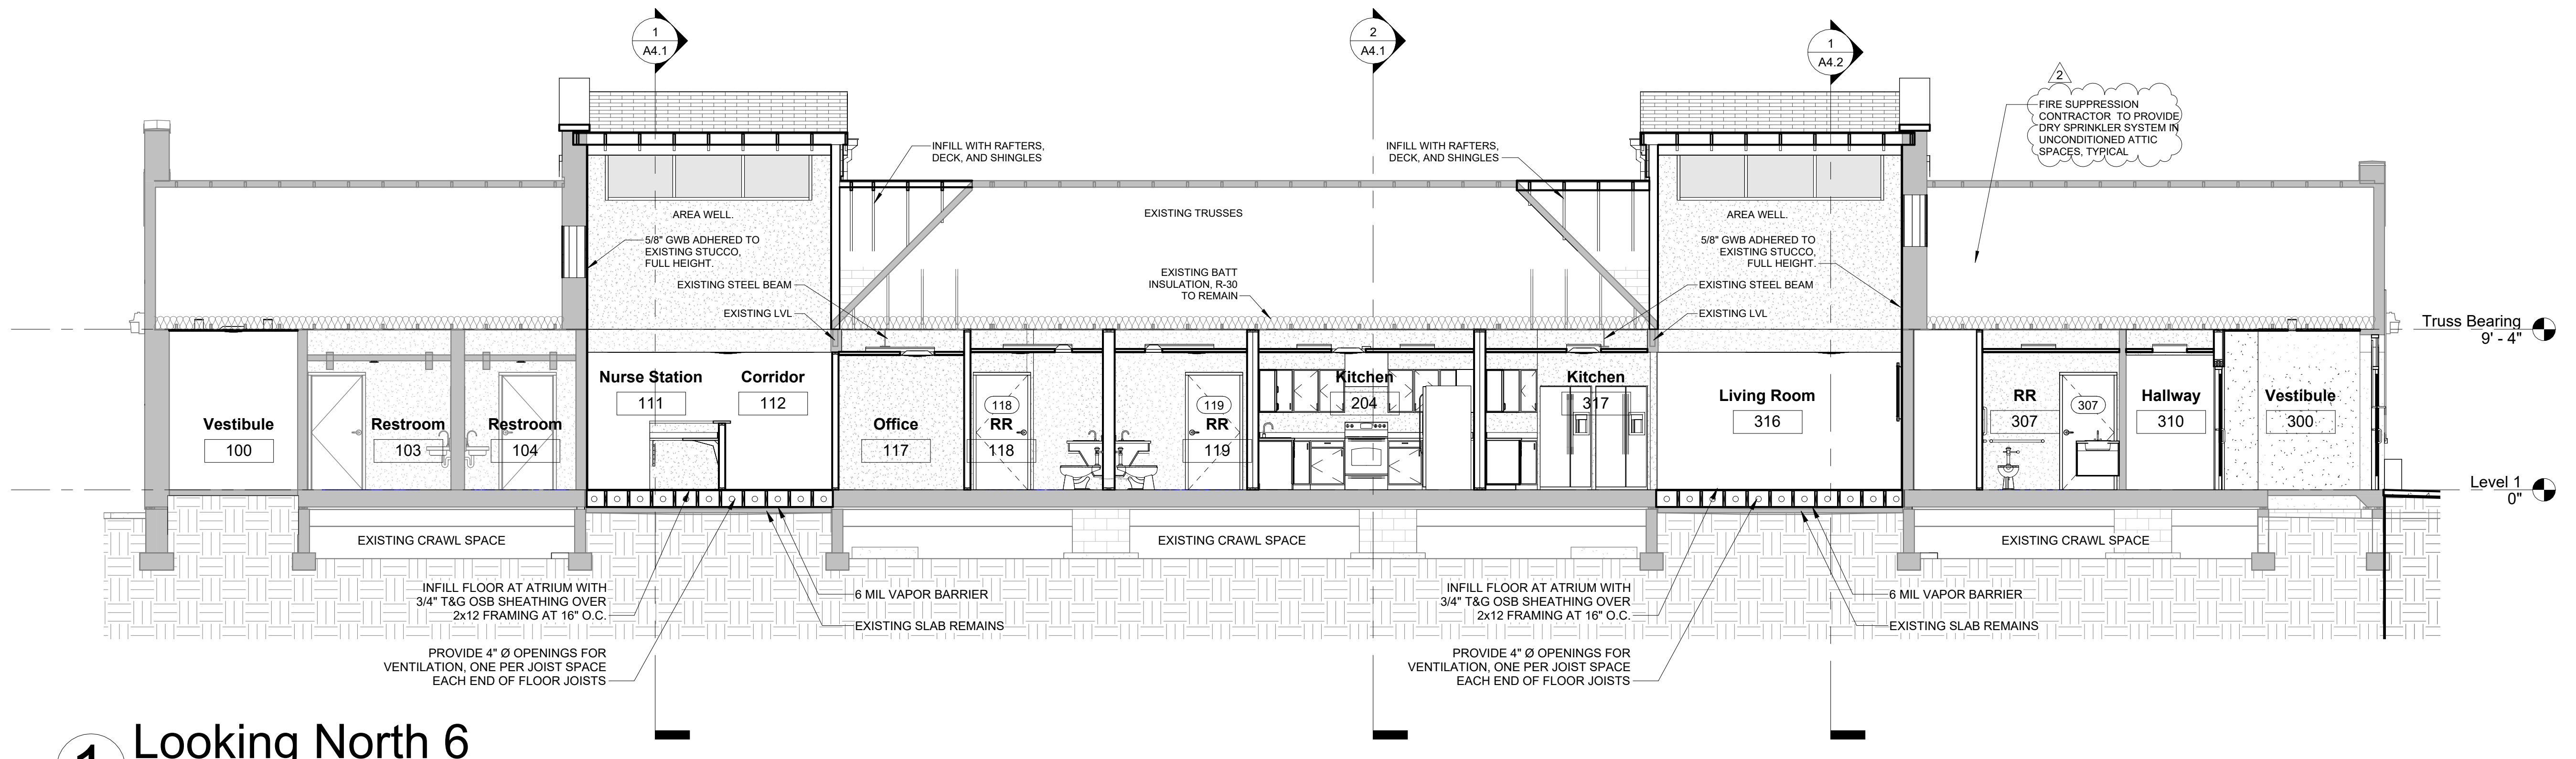 1
A4.1
2
A4.1
1
A4.2
2
FIRE SUPPRESSION
CONTRACTOR TO PROVIDE
DRY SPRINKLER SYSTEM IN
UNCONDITIONED ATTIC
SPACES, TYPICAL
INFILL WITH RAFTERS,
DECK, AND SHINGLES
INFILL WITH RAFTERS,
DECK, AND SHINGLES
AREA WELL.
EXISTING TRUSSES
AREA WELL.
5/8" GWB ADHERED TO
EXISTING STUCCO,
FULL HEIGHT.
5/8" GWB ADHERED TO
EXISTING STUCCO,
FULL HEIGHT.
EXISTING STEEL BEAM
EXISTING BATT
INSULATION, R-30
TO REMAIN
EXISTING STEEL BEAM
EXISTING LVL
EXISTING LVL
Truss Bearing
9' - 4"
Vestibule
100
Restroom
103
Restroom
104
Nurse Station
111
Corridor
112
Office
117
118
RR
118
119
RR
119
Kitchen
204
Kitchen
317
Living Room
316
RR
307
307
Hallway
310
Vestibule
300
Level 1
0"
EXISTING CRAWL SPACE
EXISTING CRAWL SPACE
EXISTING CRAWL SPACE
INFILL FLOOR AT ATRIUM WITH
3/4" T&G OSB SHEATHING OVER
2x12 FRAMING AT 16" O.C.
6 MIL VAPOR BARRIER
EXISTING SLAB REMAINS
PROVIDE 4" Ø OPENINGS FOR
VENTILATION, ONE PER JOIST SPACE
EACH END OF FLOOR JOISTS
INFILL FLOOR AT ATRIUM WITH
3/4" T&G OSB SHEATHING OVER
2x12 FRAMING AT 16" O.C.
6 MIL VAPOR BARRIER
EXISTING SLAB REMAINS
PROVIDE 4" Ø OPENINGS FOR
VENTILATION, ONE PER JOIST SPACE
EACH END OF FLOOR JOISTS
1
Looking North 6